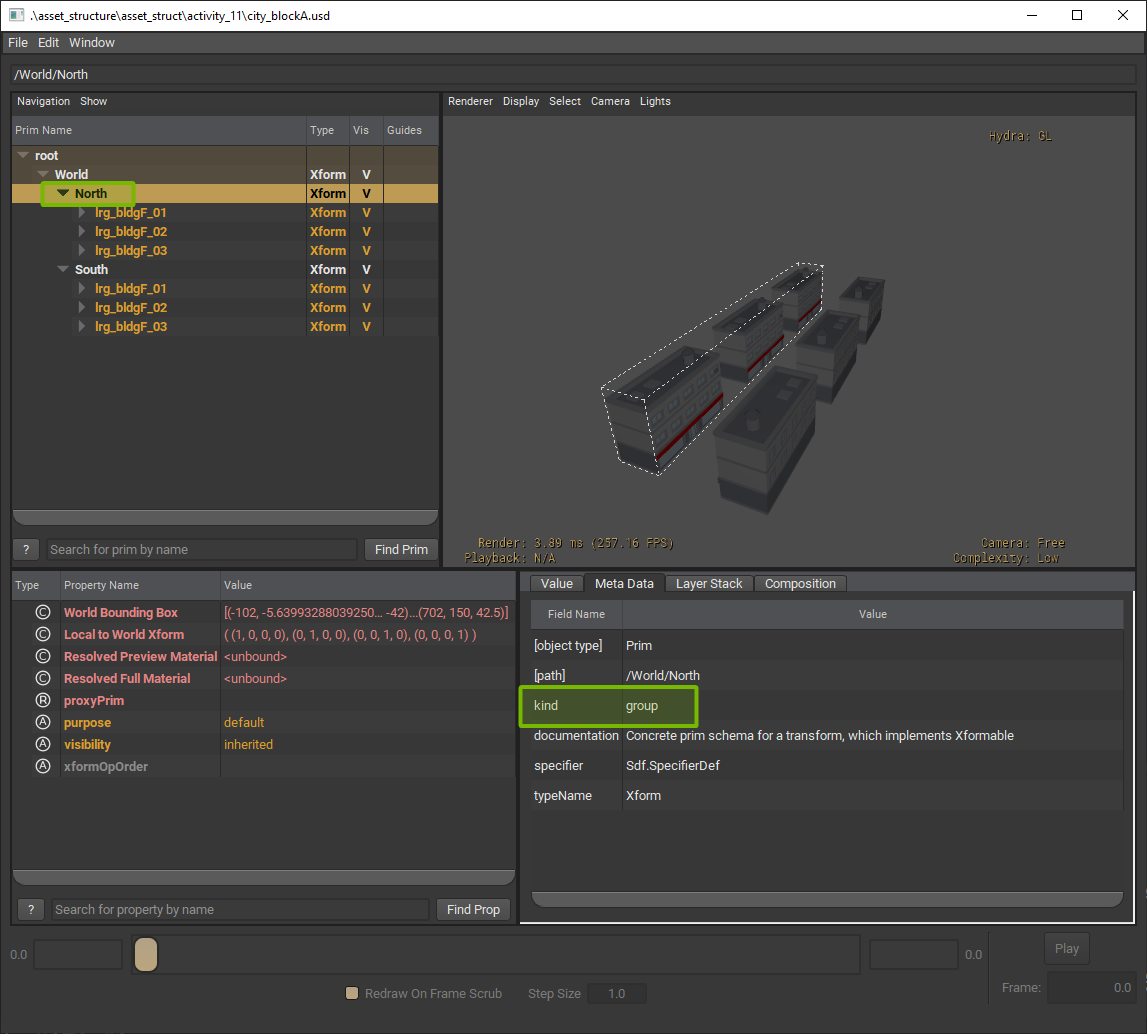 .\asset_structure\asset_struct\activity_11\city_blockA.usd
File Edit Window
/World/North
Navigation Show
Prim Name Type Vis Guides
root
World Xform V
North Xform V
lrg_bldgF_01 Xform V
lrg_bldgF_02 Xform V
lrg_bldgF_03 Xform V
South Xform V
lrg_bldgF_01 Xform V
lrg_bldgF_02 Xform V
lrg_bldgF_03 Xform V
? Search for prim by name Find Prim
Renderer Display Select Camera Lights
Hydra: GL
Render: 3.89 ms (257.16 FPS)
Playback: N/A
Camera: Free
Complexity: Low
Type Property Name Value
C World Bounding Box [(-102, -5.63993288039250... -42)...(702, 150, 42.5)]
C Local to World Xform ( (1, 0, 0, 0), (0, 1, 0, 0), (0, 0, 1, 0), (0, 0, 0, 1) )
C Resolved Preview Material <unbound>
C Resolved Full Material <unbound>
R proxyPrim
A purpose default
A visibility inherited
A xformOpOrder
? Search for property by name Find Prop
Value Meta Data Layer Stack Composition
Field Name Value
[object type] Prim
[path] /World/North
kind group
documentation Concrete prim schema for a transform, which implements Xformable
specifier Sdf.SpecifierDef
typeName Xform
0.0 0.0 Play
Redraw On Frame Scrub Step Size 1.0 Frame: 0.0